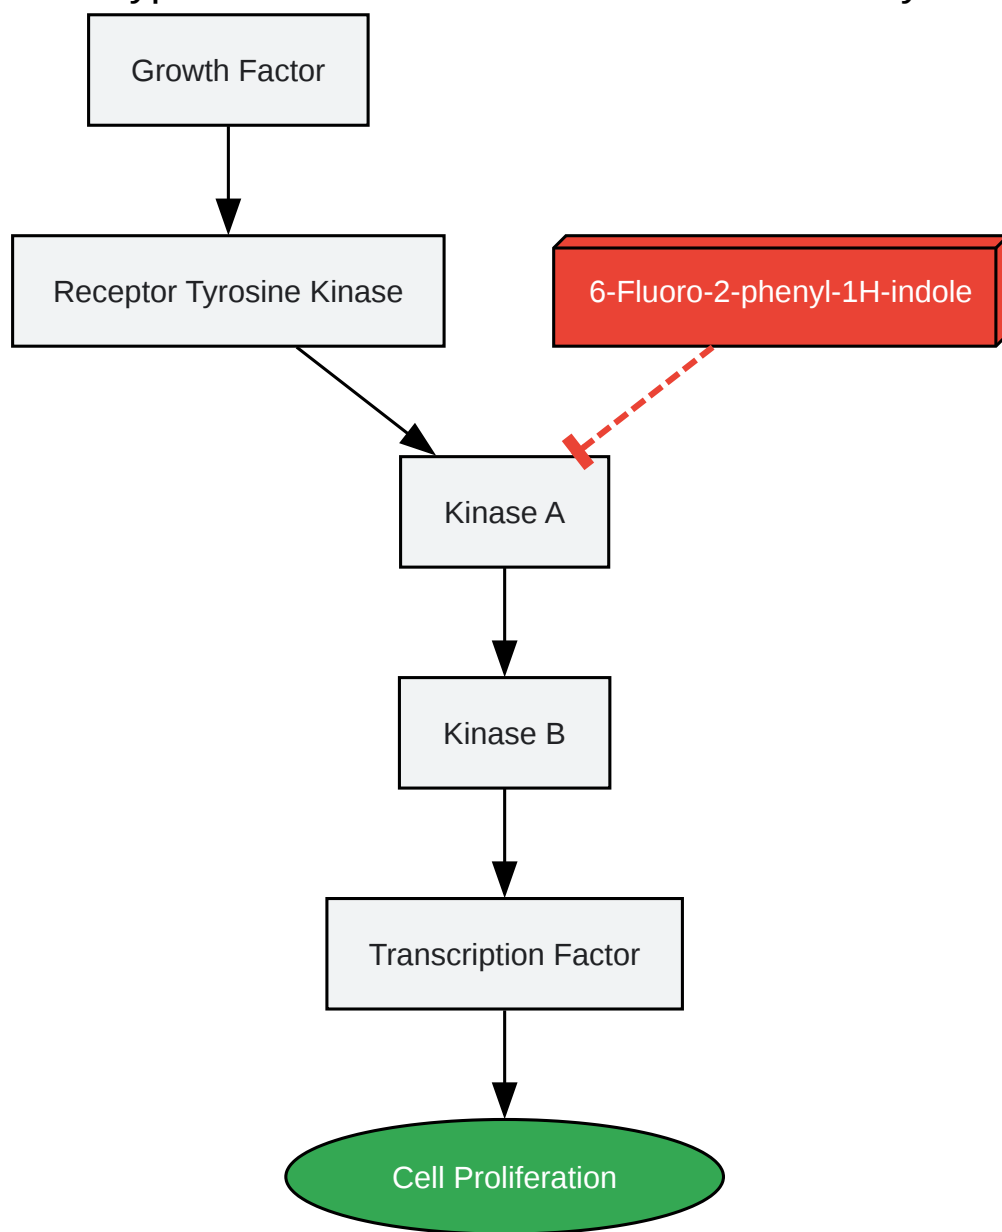 Growth Factor
Receptor Tyrosine Kinase
6-Fluoro-2-phenyl-1H-indole
Kinase A
Kinase B
Transcription Factor
Cell Proliferation